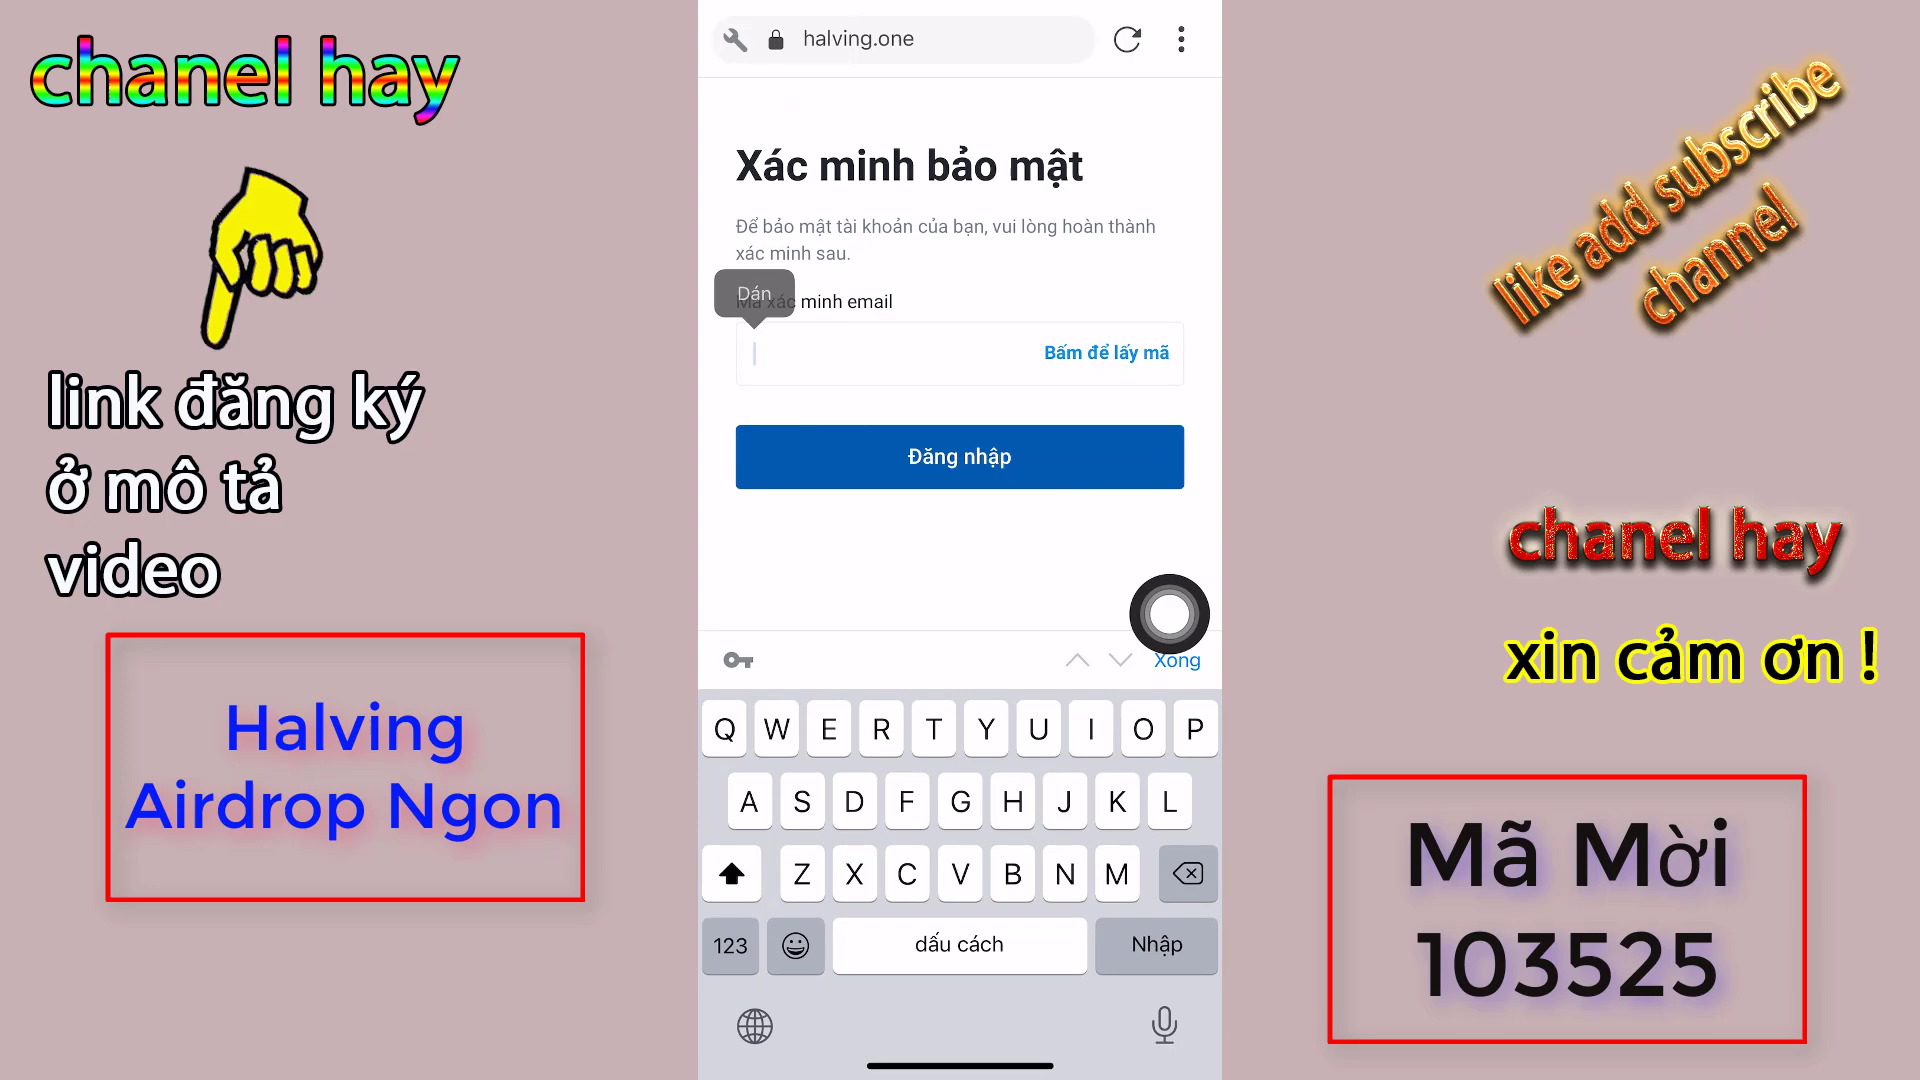 chanel hay
link đăng ký
ở mô tả
video
Halving
Airdrop Ngon
halving.one
Xác minh bảo mật
Để bảo mật tài khoản của bạn, vui lòng hoàn thành
xác minh sau.
Dán
Mã xác minh email
Bấm để lấy mã
Đăng nhập
Xong
Q W E R T Y U I O P
A S D F G H J K L
Z X C V B N M
123 dấu cách Nhập
like add subscribe
channel
chanel hay
xin cảm ơn !
Mã Mời
103525